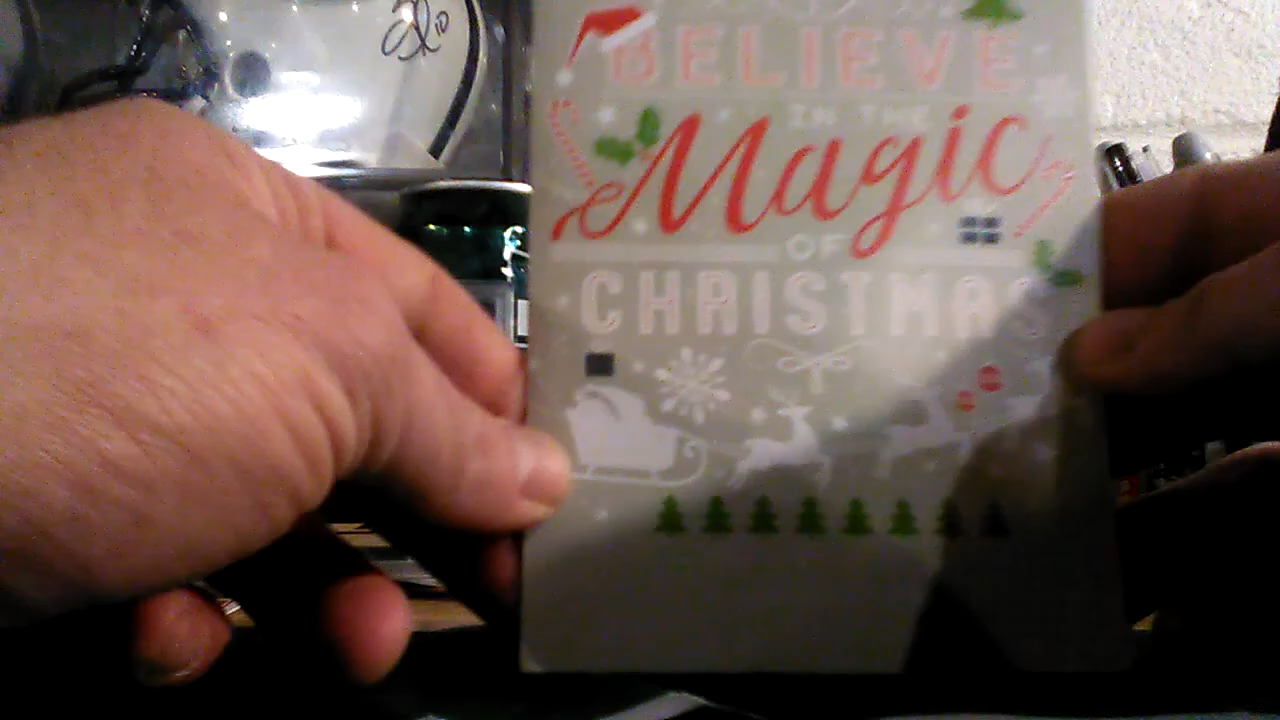 BELIEVE
IN THE
Magic
OF
CHRISTMAS